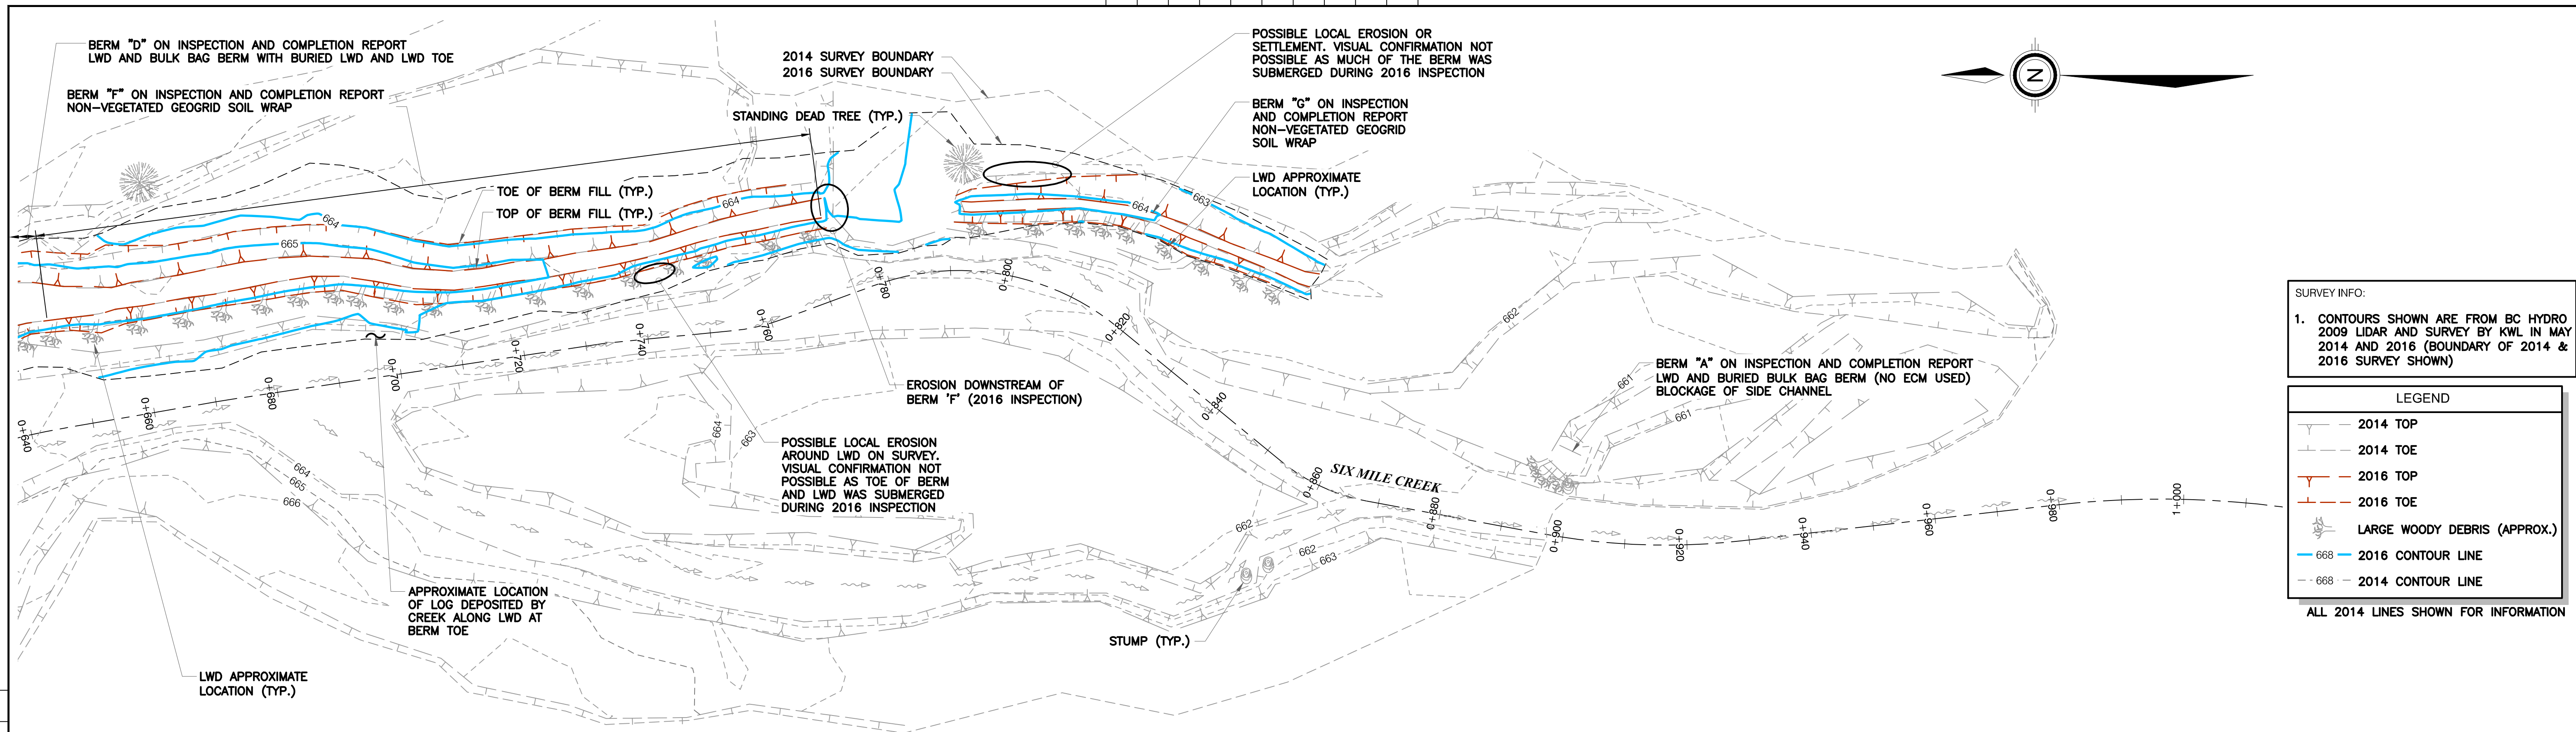 BERM "D" ON INSPECTION AND COMPLETION REPORT
LWD AND BULK BAG BERM WITH BURIED LWD AND LWD TOE
BERM "F" ON INSPECTION AND COMPLETION REPORT
NON-VEGETATED GEOGRID SOIL WRAP
2014 SURVEY BOUNDARY
2016 SURVEY BOUNDARY
STANDING DEAD TREE (TYP.)
POSSIBLE LOCAL EROSION OR
SETTLEMENT. VISUAL CONFIRMATION NOT
POSSIBLE AS MUCH OF THE BERM WAS
SUBMERGED DURING 2016 INSPECTION
BERM "G" ON INSPECTION
AND COMPLETION REPORT
NON-VEGETATED GEOGRID
SOIL WRAP
LWD APPROXIMATE
LOCATION (TYP.)
N
TOE OF BERM FILL (TYP.)
TOP OF BERM FILL (TYP.)
664
665
664
664
663
0+640
0+660
0+680
0+700
0+720
0+740
0+760
0+780
0+800
0+820
0+840
0+860
0+880
0+900
0+920
0+940
0+960
0+980
1+000
662
661
661
BERM "A" ON INSPECTION AND COMPLETION REPORT
LWD AND BURIED BULK BAG BERM (NO ECM USED)
BLOCKAGE OF SIDE CHANNEL
EROSION DOWNSTREAM OF
BERM 'F' (2016 INSPECTION)
664
663
POSSIBLE LOCAL EROSION
AROUND LWD ON SURVEY.
VISUAL CONFIRMATION NOT
POSSIBLE AS TOE OF BERM
AND LWD WAS SUBMERGED
DURING 2016 INSPECTION
SIX MILE CREEK
664
665
666
662
662
663
APPROXIMATE LOCATION
OF LOG DEPOSITED BY
CREEK ALONG LWD AT
BERM TOE
STUMP (TYP.)
LWD APPROXIMATE
LOCATION (TYP.)
SURVEY INFO:
1. CONTOURS SHOWN ARE FROM BC HYDRO
2009 LIDAR AND SURVEY BY KWL IN MAY
2014 AND 2016 (BOUNDARY OF 2014 &
2016 SURVEY SHOWN)
LEGEND
2014 TOP
2014 TOE
2016 TOP
2016 TOE
LARGE WOODY DEBRIS (APPROX.)
668 2016 CONTOUR LINE
668 2014 CONTOUR LINE
ALL 2014 LINES SHOWN FOR INFORMATION